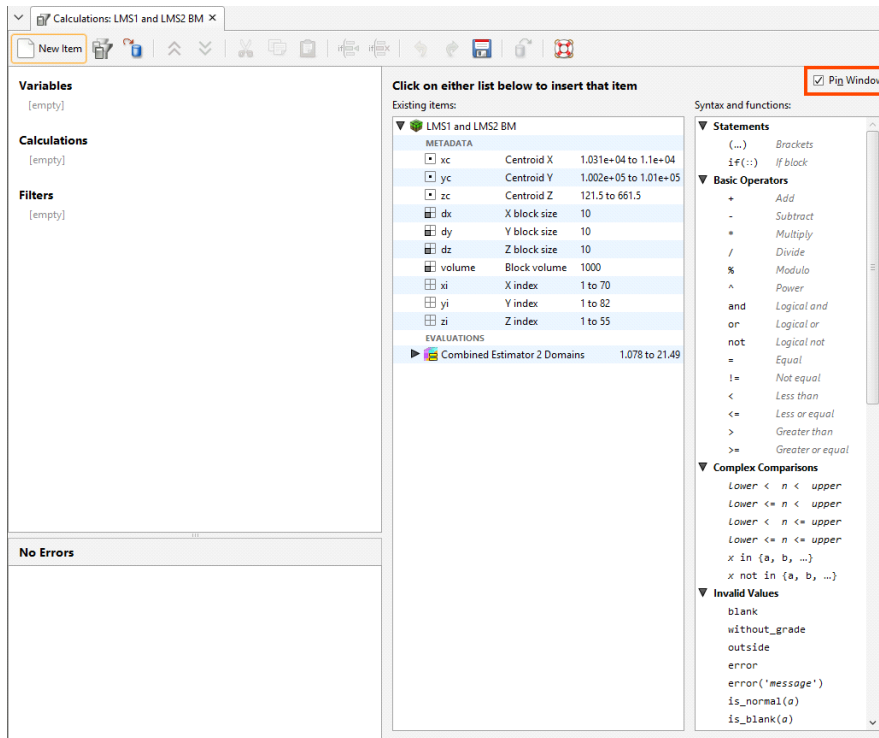 Calculations: LMS1 and LMS2 BM
New Item
Variables
[empty]
Calculations
[empty]
Filters
[empty]
No Errors
Click on either list below to insert that item
Pin Window
Existing items:
LMS1 and LMS2 BM
METADATA
xc Centroid X 1.031e+04 to 1.1e+04
yc Centroid Y 1.002e+05 to 1.01e+05
zc Centroid Z 121.5 to 661.5
dx X block size 10
dy Y block size 10
dz Z block size 10
volume Block volume 1000
xi X index 1 to 70
yi Y index 1 to 82
zi Z index 1 to 55
EVALUATIONS
Combined Estimator 2 Domains 1.078 to 21.49
Syntax and functions:
Statements
(...) Brackets
if(::) If block
Basic Operators
+ Add
- Subtract
* Multiply
/ Divide
% Modulo
^ Power
and Logical and
or Logical or
not Logical not
= Equal
!= Not equal
< Less than
<= Less or equal
> Greater than
>= Greater or equal
Complex Comparisons
Lower < n < upper
Lower <= n < upper
Lower < n <= upper
Lower <= n <= upper
x in {a, b, …}
x not in {a, b, …}
Invalid Values
blank
without_grade
outside
error
error('message')
is_normal(a)
is_blank(a)